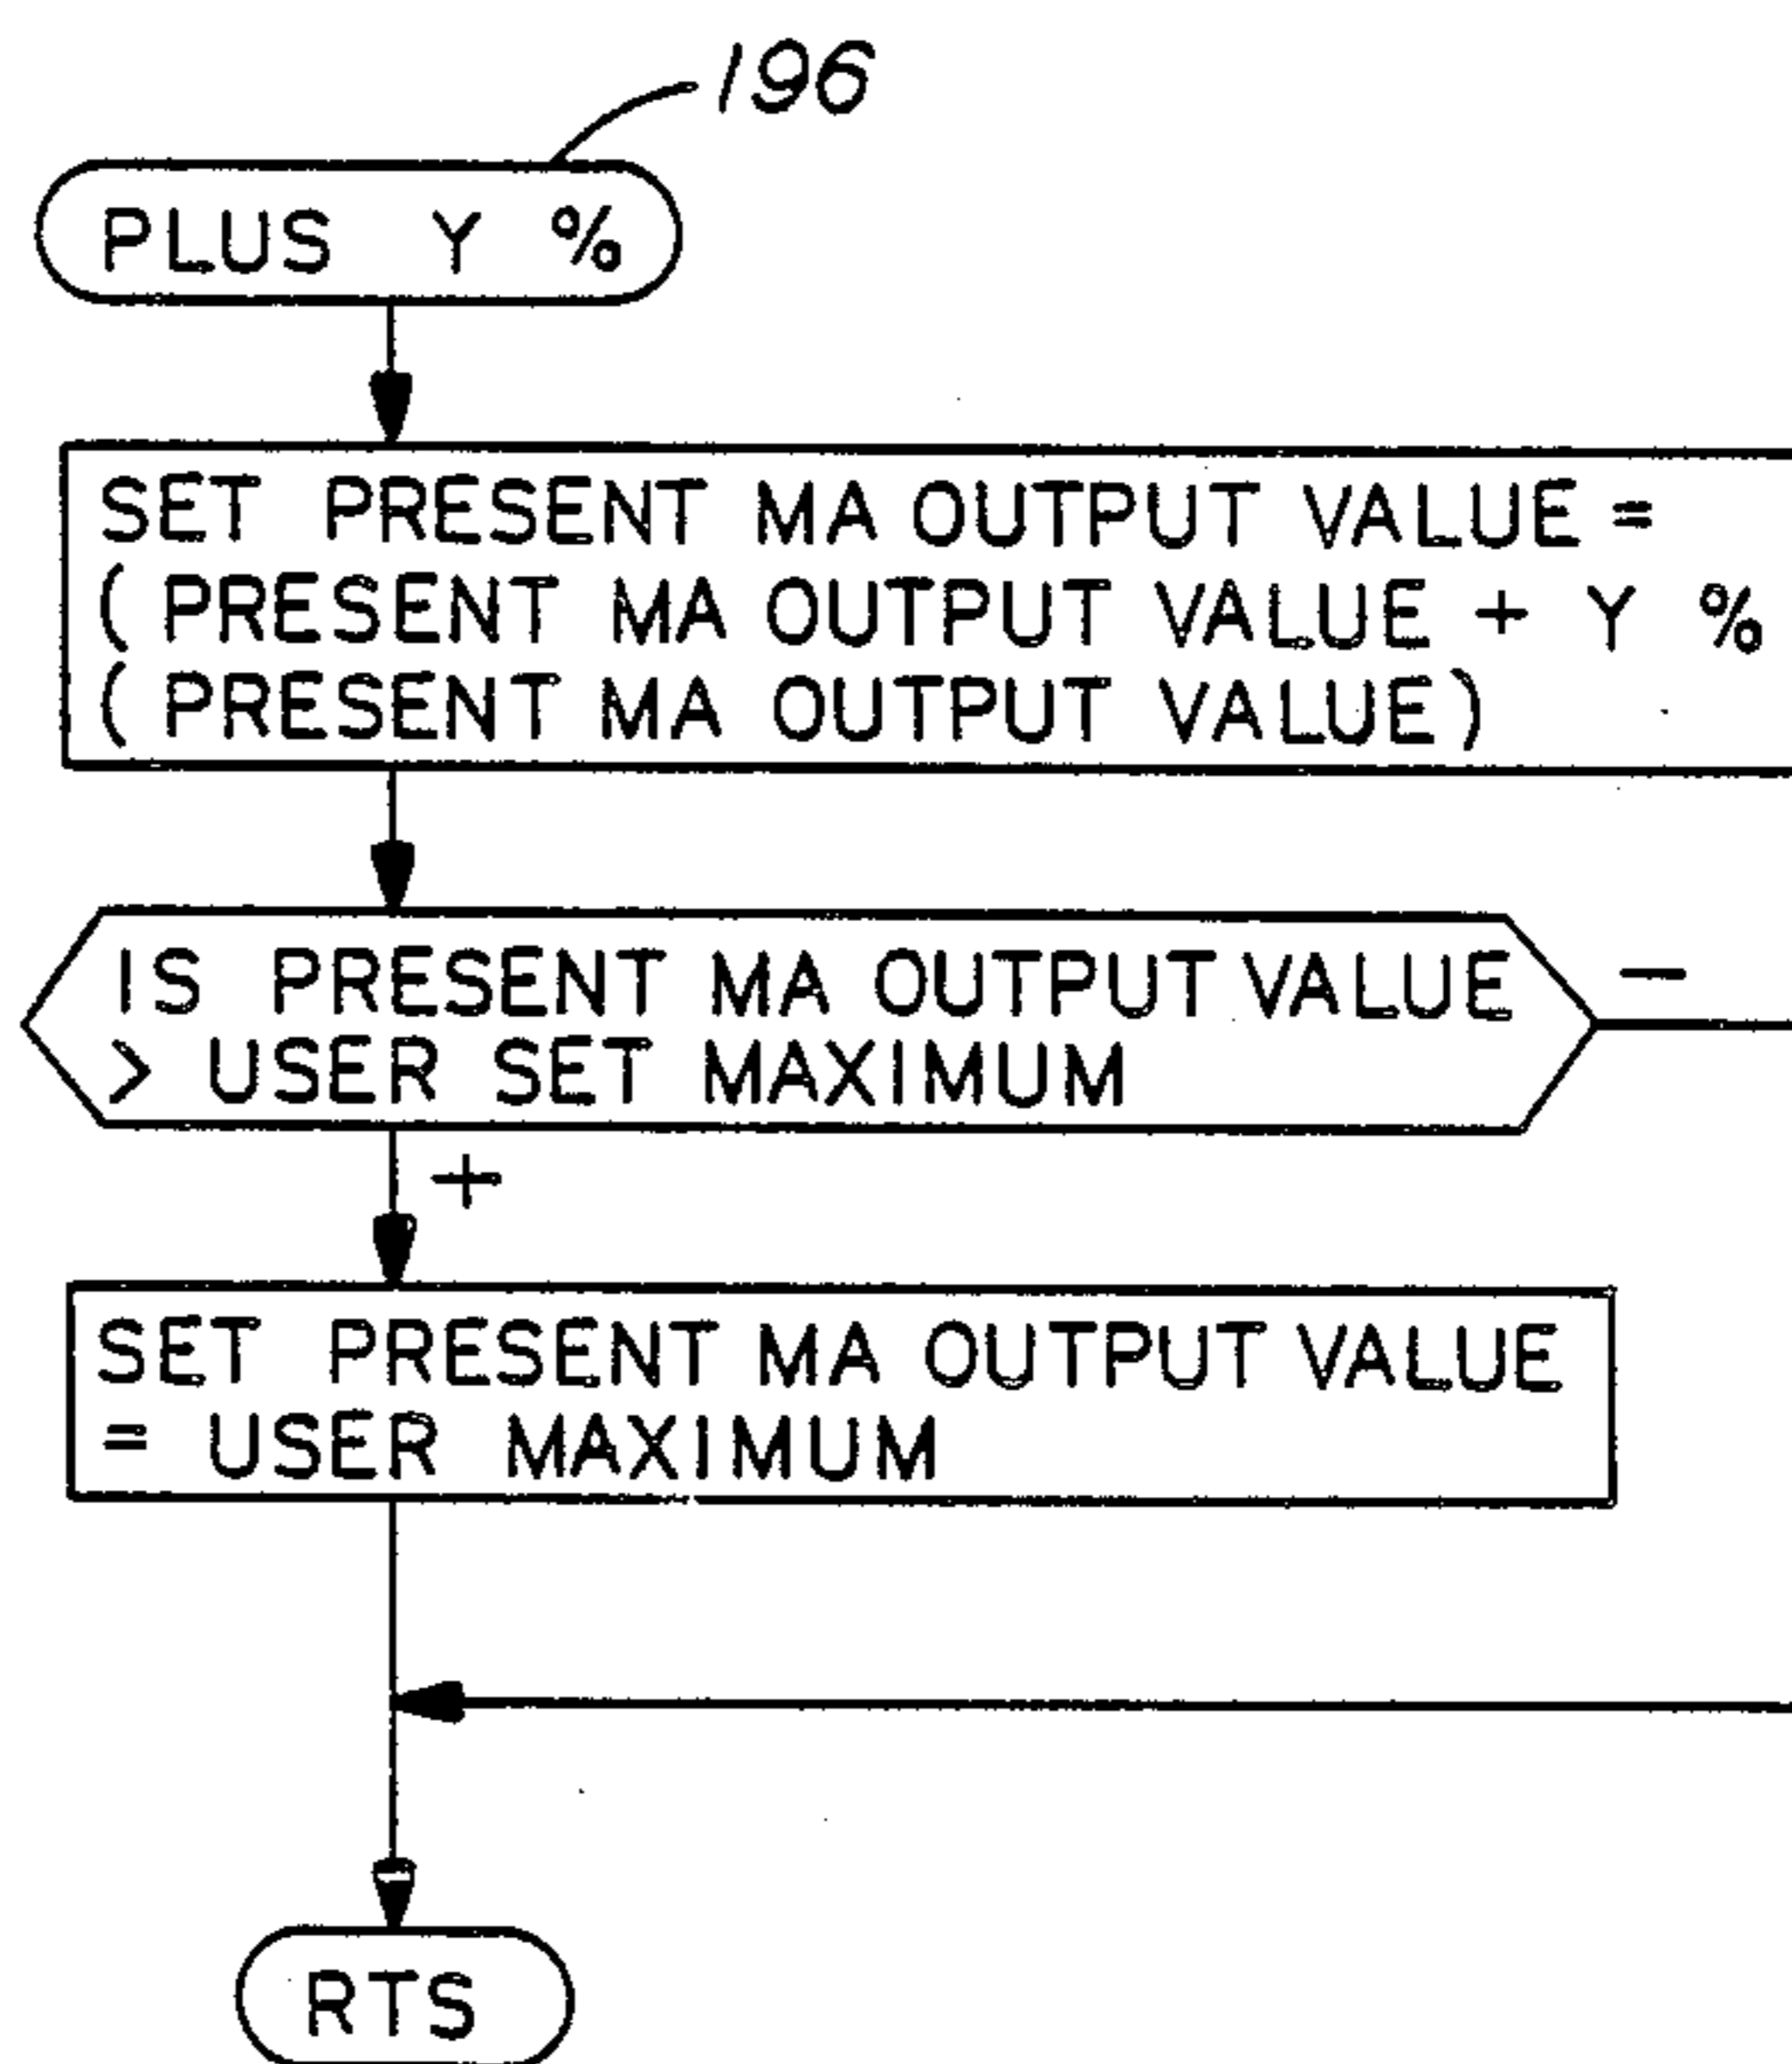 196
PLUS Y %
SET PRESENT MA OUTPUT VALUE =
( PRESENT MA OUTPUT VALUE + Y %
( PRESENT MA OUTPUT VALUE)
IS PRESENT MA OUTPUT VALUE
> USER SET MAXIMUM
—
+
SET PRESENT MA OUTPUT VALUE
= USER MAXIMUM
RTS